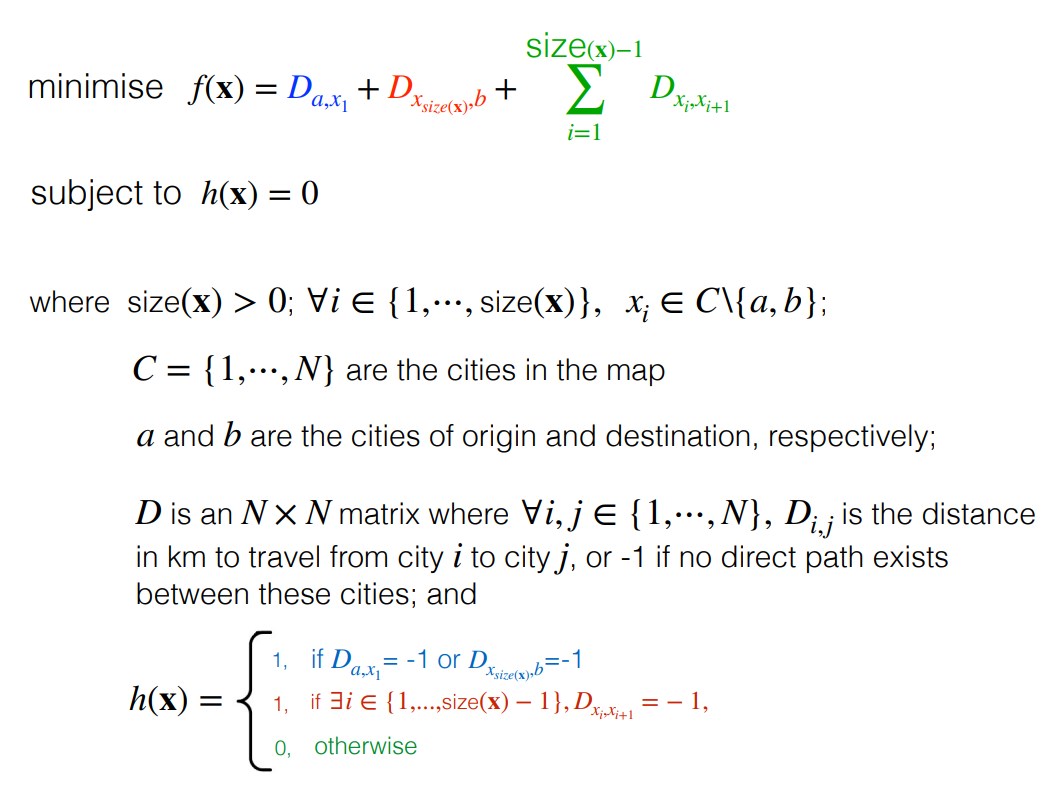 minimise f(x) = D_{a,x_1} + D_{x_{size(x)},b} + \sum_{i=1}^{size(x)-1} D_{x_i,x_{i+1}}
subject to h(x) = 0
where size(x) > 0; ∀i ∈ {1,⋯, size(x)}, x_i ∈ C\{a, b};
C = {1,⋯, N} are the cities in the map
a and b are the cities of origin and destination, respectively;
D is an N × N matrix where ∀i, j ∈ {1,⋯, N}, D_{i,j} is the distance
in km to travel from city i to city j, or -1 if no direct path exists
between these cities; and
h(x) = {
1, if D_{a,x_1}= -1 or D_{x_{size(x)},b}=-1
1, if ∃i ∈ {1,...,size(x) − 1}, D_{x_i,x_{i+1}} = − 1,
0, otherwise